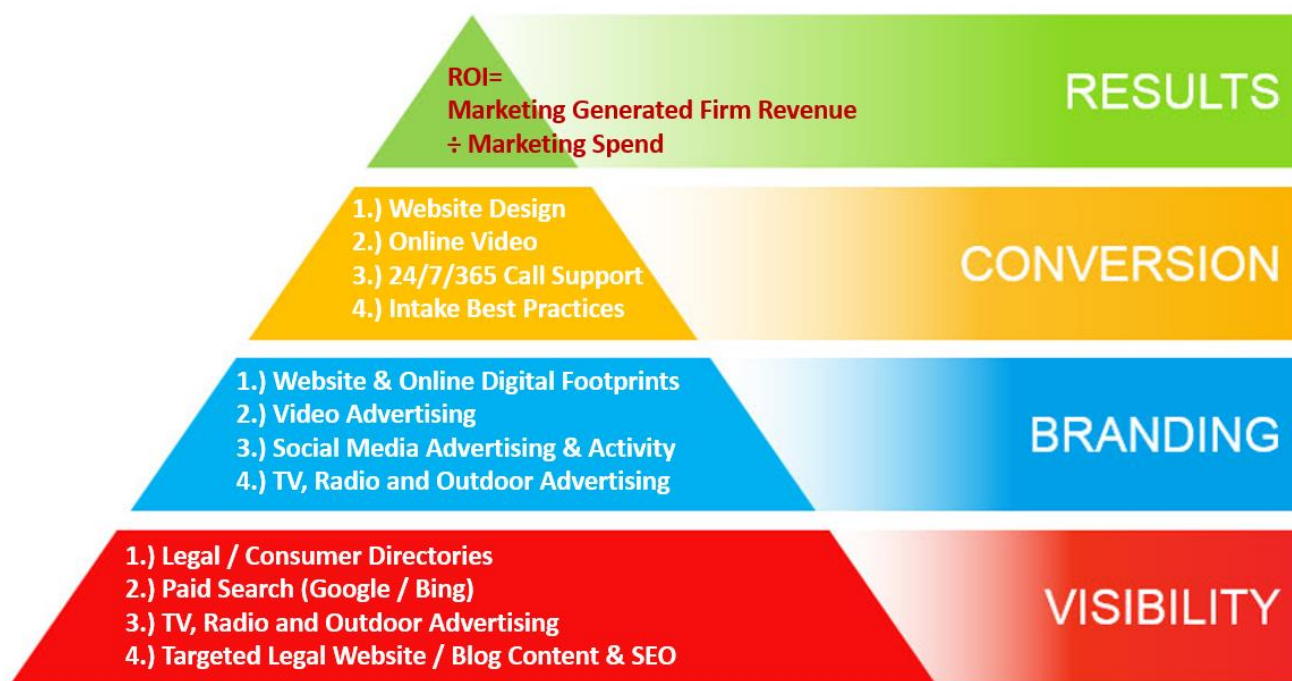 ROI=
Marketing Generated Firm Revenue
÷ Marketing Spend
RESULTS
1.) Website Design
2.) Online Video
3.) 24/7/365 Call Support
4.) Intake Best Practices
CONVERSION
1.) Website & Online Digital Footprints
2.) Video Advertising
3.) Social Media Advertising & Activity
4.) TV, Radio and Outdoor Advertising
BRANDING
1.) Legal / Consumer Directories
2.) Paid Search (Google / Bing)
3.) TV, Radio and Outdoor Advertising
4.) Targeted Legal Website / Blog Content & SEO
VISIBILITY